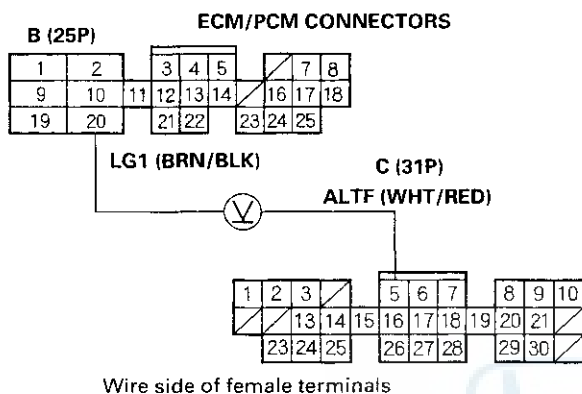 ECM/PCM CONNECTORS
B (25P)
1 2 3 4 5 7 8
9 10 11 12 13 14 16 17 18
19 20 21 22 23 24 25
LG1 (BRN/BLK)
C (31P)
ALTF (WHT/RED)
V
1 2 3 5 6 7 8 9 10
13 14 15 16 17 18 19 20 21
23 24 25 26 27 28 29 30
Wire side of female terminals